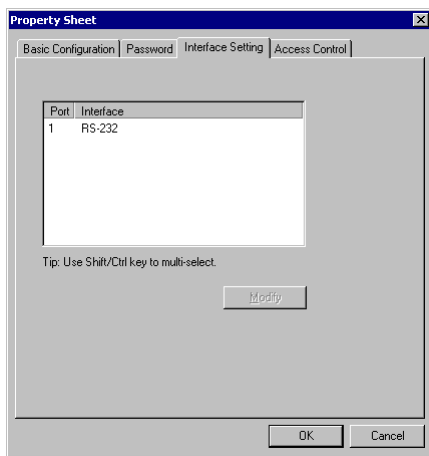 Property Sheet
Basic Configuration Password Interface Setting Access Control
Port Interface
1 RS-232
Tip: Use Shift/Ctrl key to multi-select.
Modify
OK Cancel